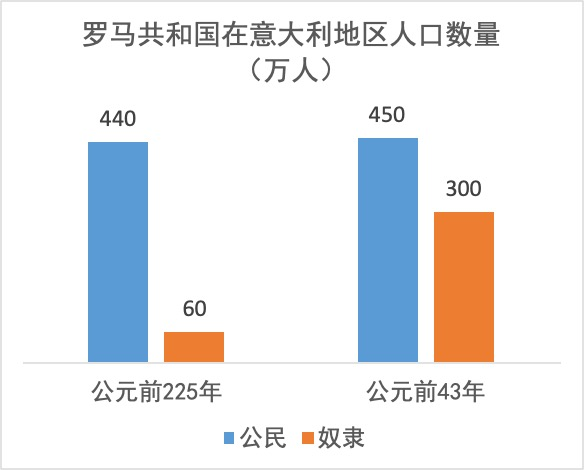 罗马共和国在意大利地区人口数量
（万人）
440
60
450
300
公元前225年
公元前43年
公民
奴隶